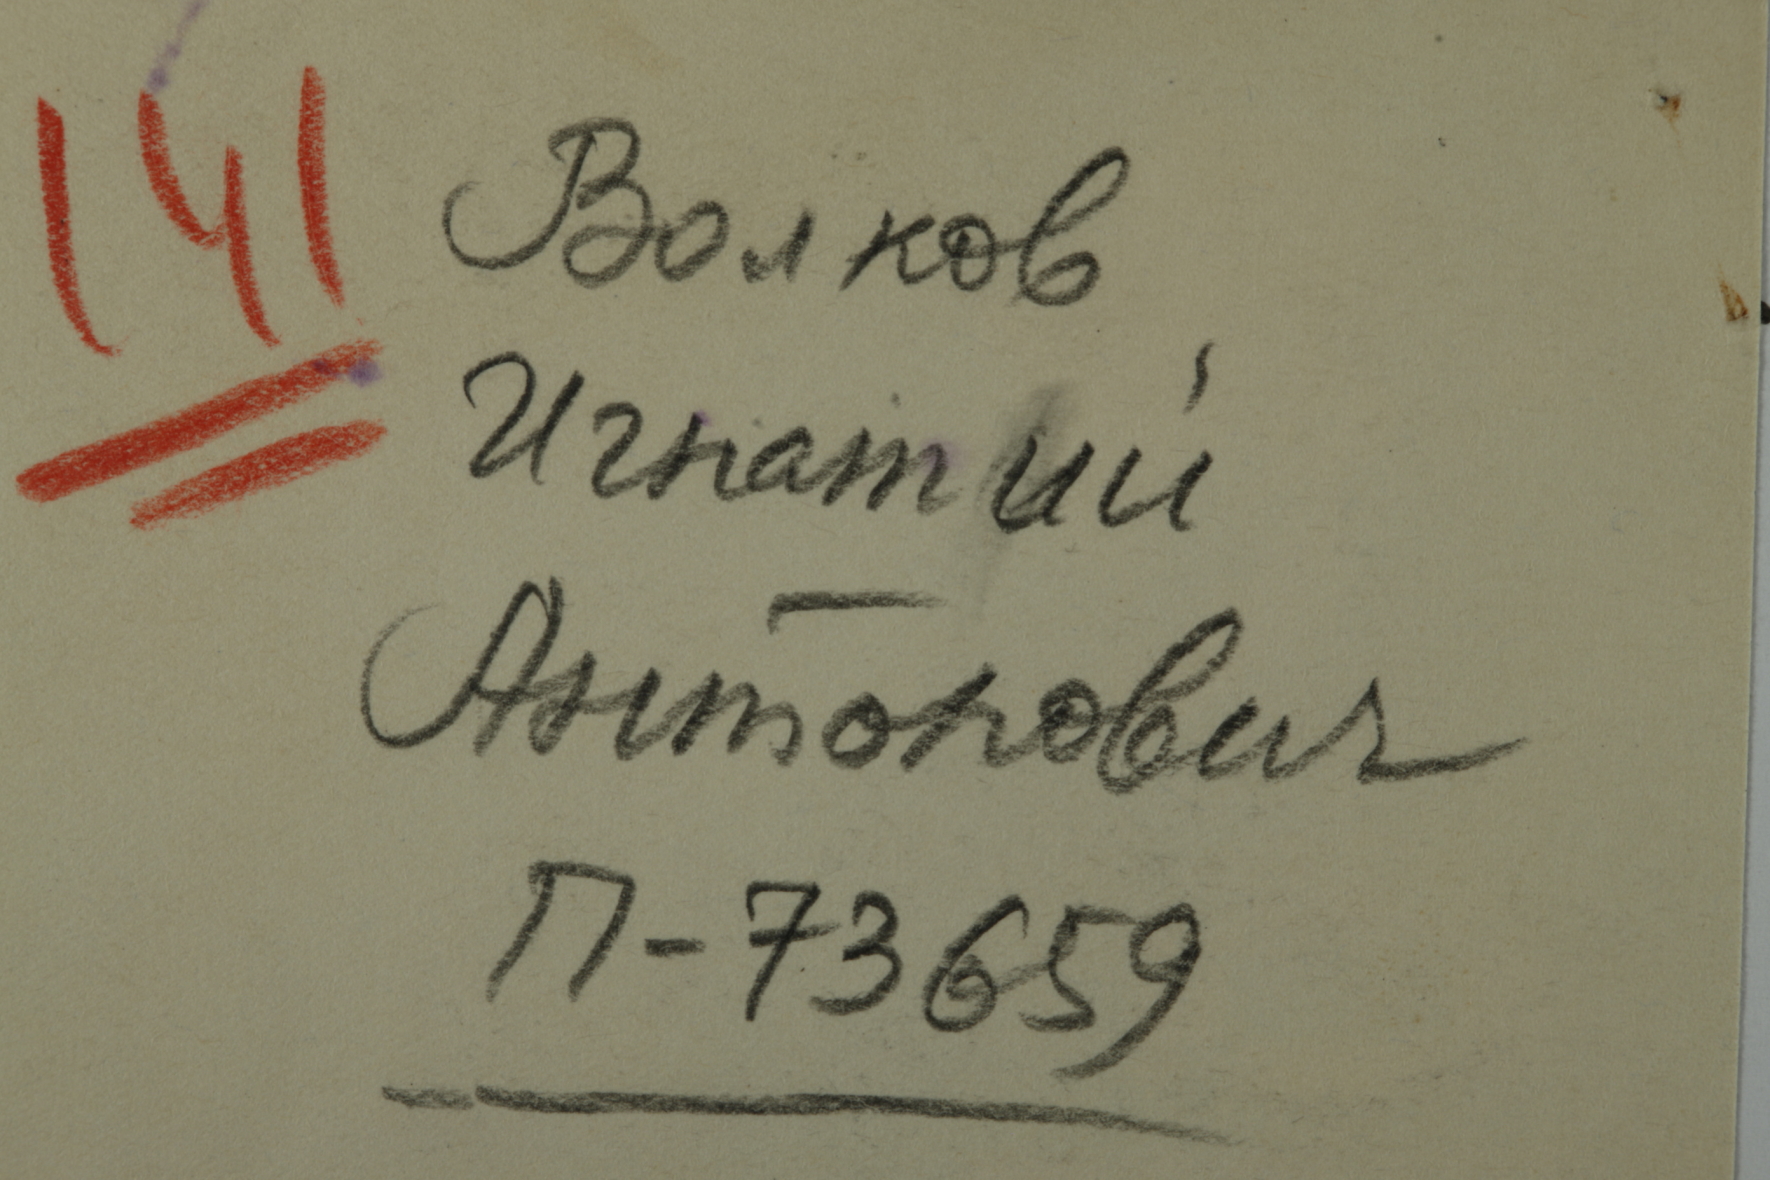 141
Волков
Игнатий
Антонович
П-73659